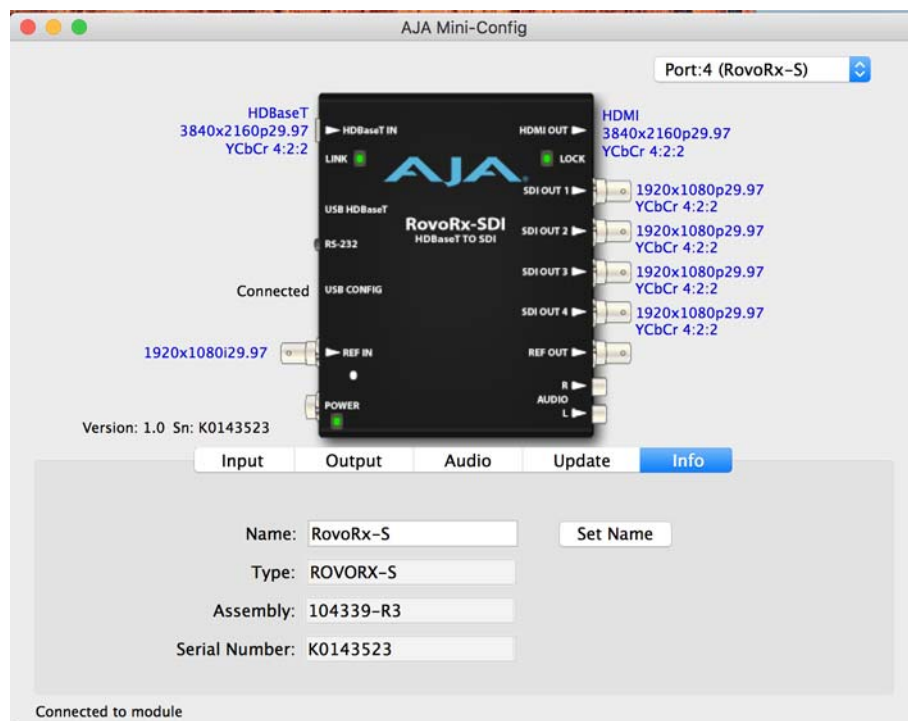 AJA Mini-Config
Port:4 (RovoRx-S)
HDBaseT
3840x2160p29.97
YCbCr 4:2:2
HDBaseT IN
LINK
USB HDBaseT
RS-232
Connected
USB CONFIG
1920x1080i29.97
REF IN
POWER
Version: 1.0 Sn: K0143523
AJA
RovoRx-SDI
HDBaseT TO SDI
HDMI OUT
LOCK
HDMI
3840x2160p29.97
YCbCr 4:2:2
SDI OUT 1
1920x1080p29.97
YCbCr 4:2:2
SDI OUT 2
1920x1080p29.97
YCbCr 4:2:2
SDI OUT 3
1920x1080p29.97
YCbCr 4:2:2
SDI OUT 4
1920x1080p29.97
YCbCr 4:2:2
REF OUT
R
AUDIO
L
Input Output Audio Update Info
Name: RovoRx-S Set Name
Type: ROVORX-S
Assembly: 104339-R3
Serial Number: K0143523
Connected to module